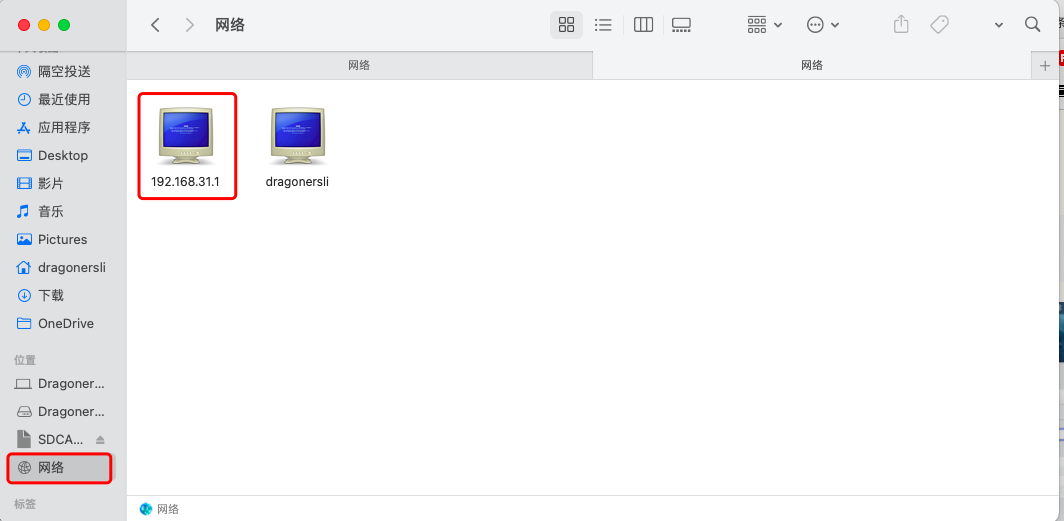 网络
网络
网络
隔空投送
最近使用
应用程序
Desktop
影片
音乐
Pictures
dragonersli
下载
OneDrive
位置
Dragoner...
Dragoner...
SDCA...
网络
标签
192.168.31.1
dragonersli
网络